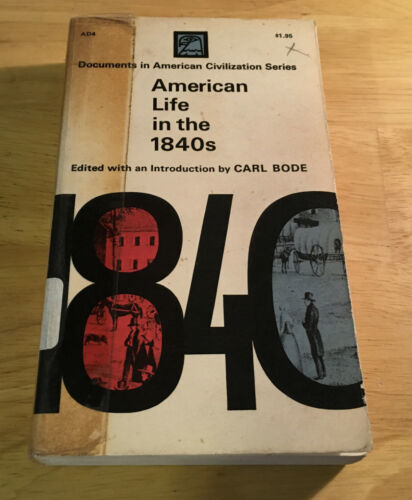 AD4
$1.95
Documents in American Civilization Series
American
Life
in the
1840s
Edited with an Introduction by CARL BODE
1840